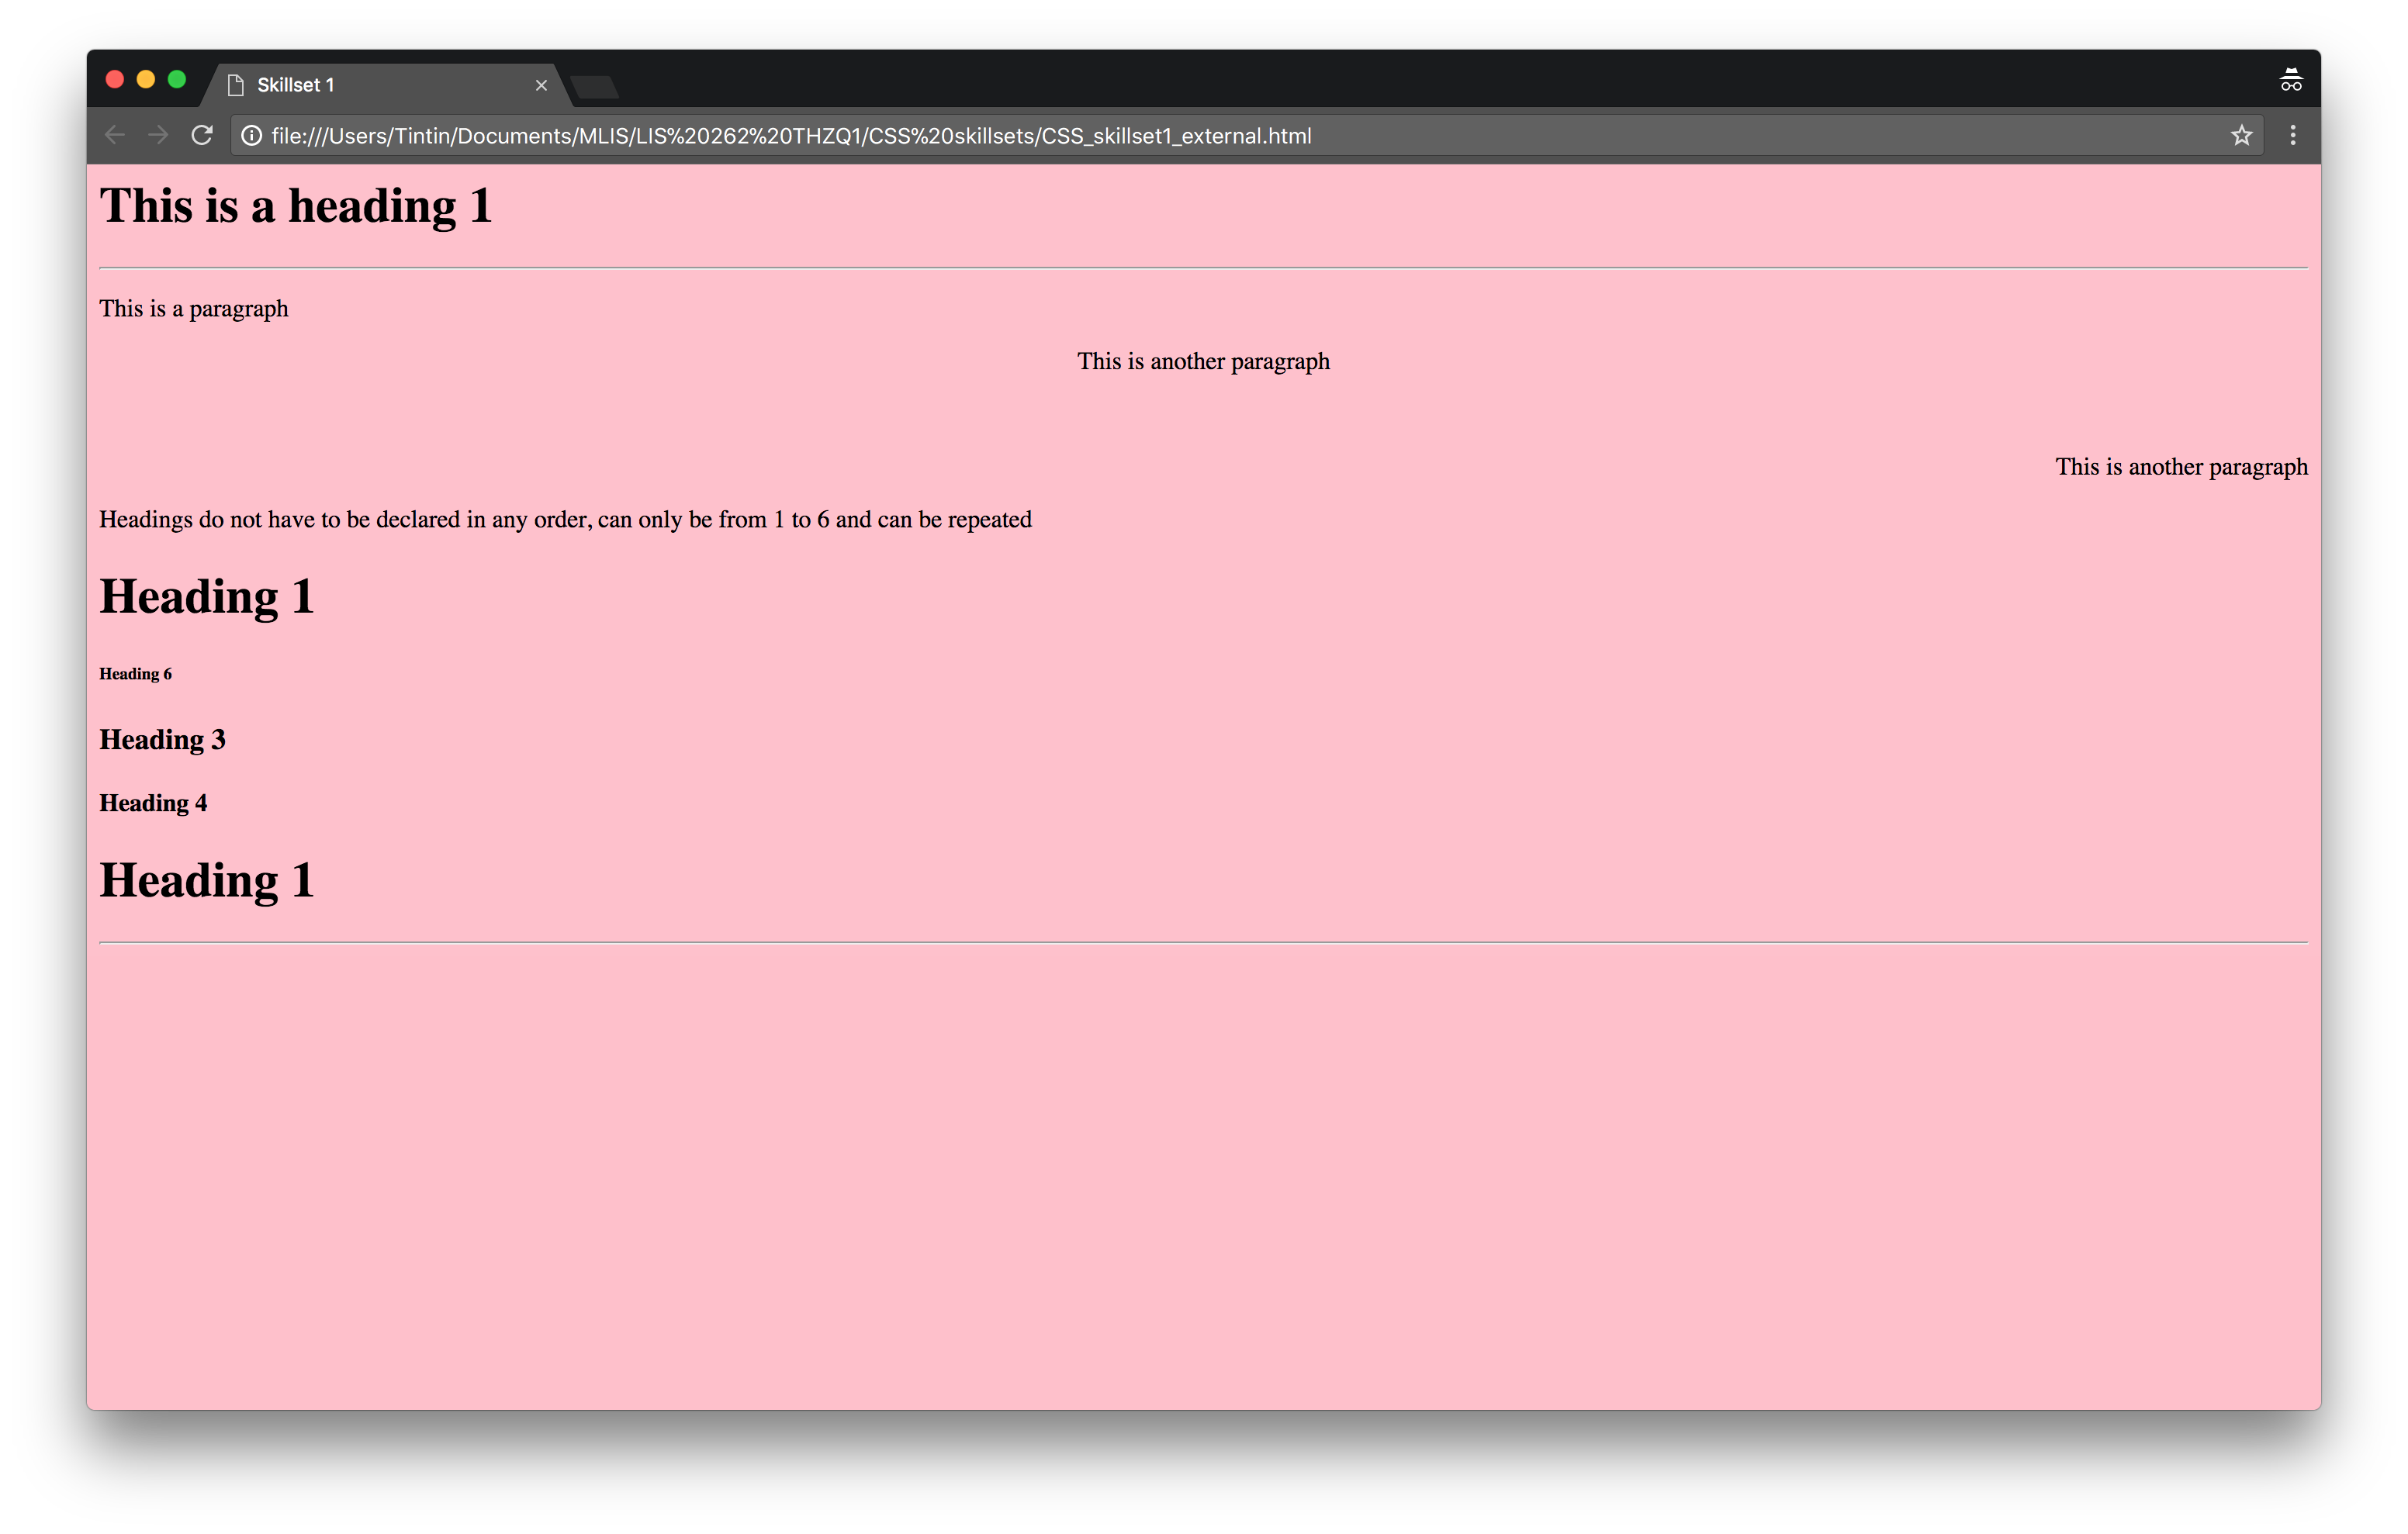 Skillset 1
file:///Users/Tintin/Documents/MLIS/LIS%20262%20THZQ1/CSS%20skillsets/CSS_skillset1_external.html
This is a heading 1
This is a paragraph
This is another paragraph
This is another paragraph
Headings do not have to be declared in any order, can only be from 1 to 6 and can be repeated
Heading 1
Heading 6
Heading 3
Heading 4
Heading 1